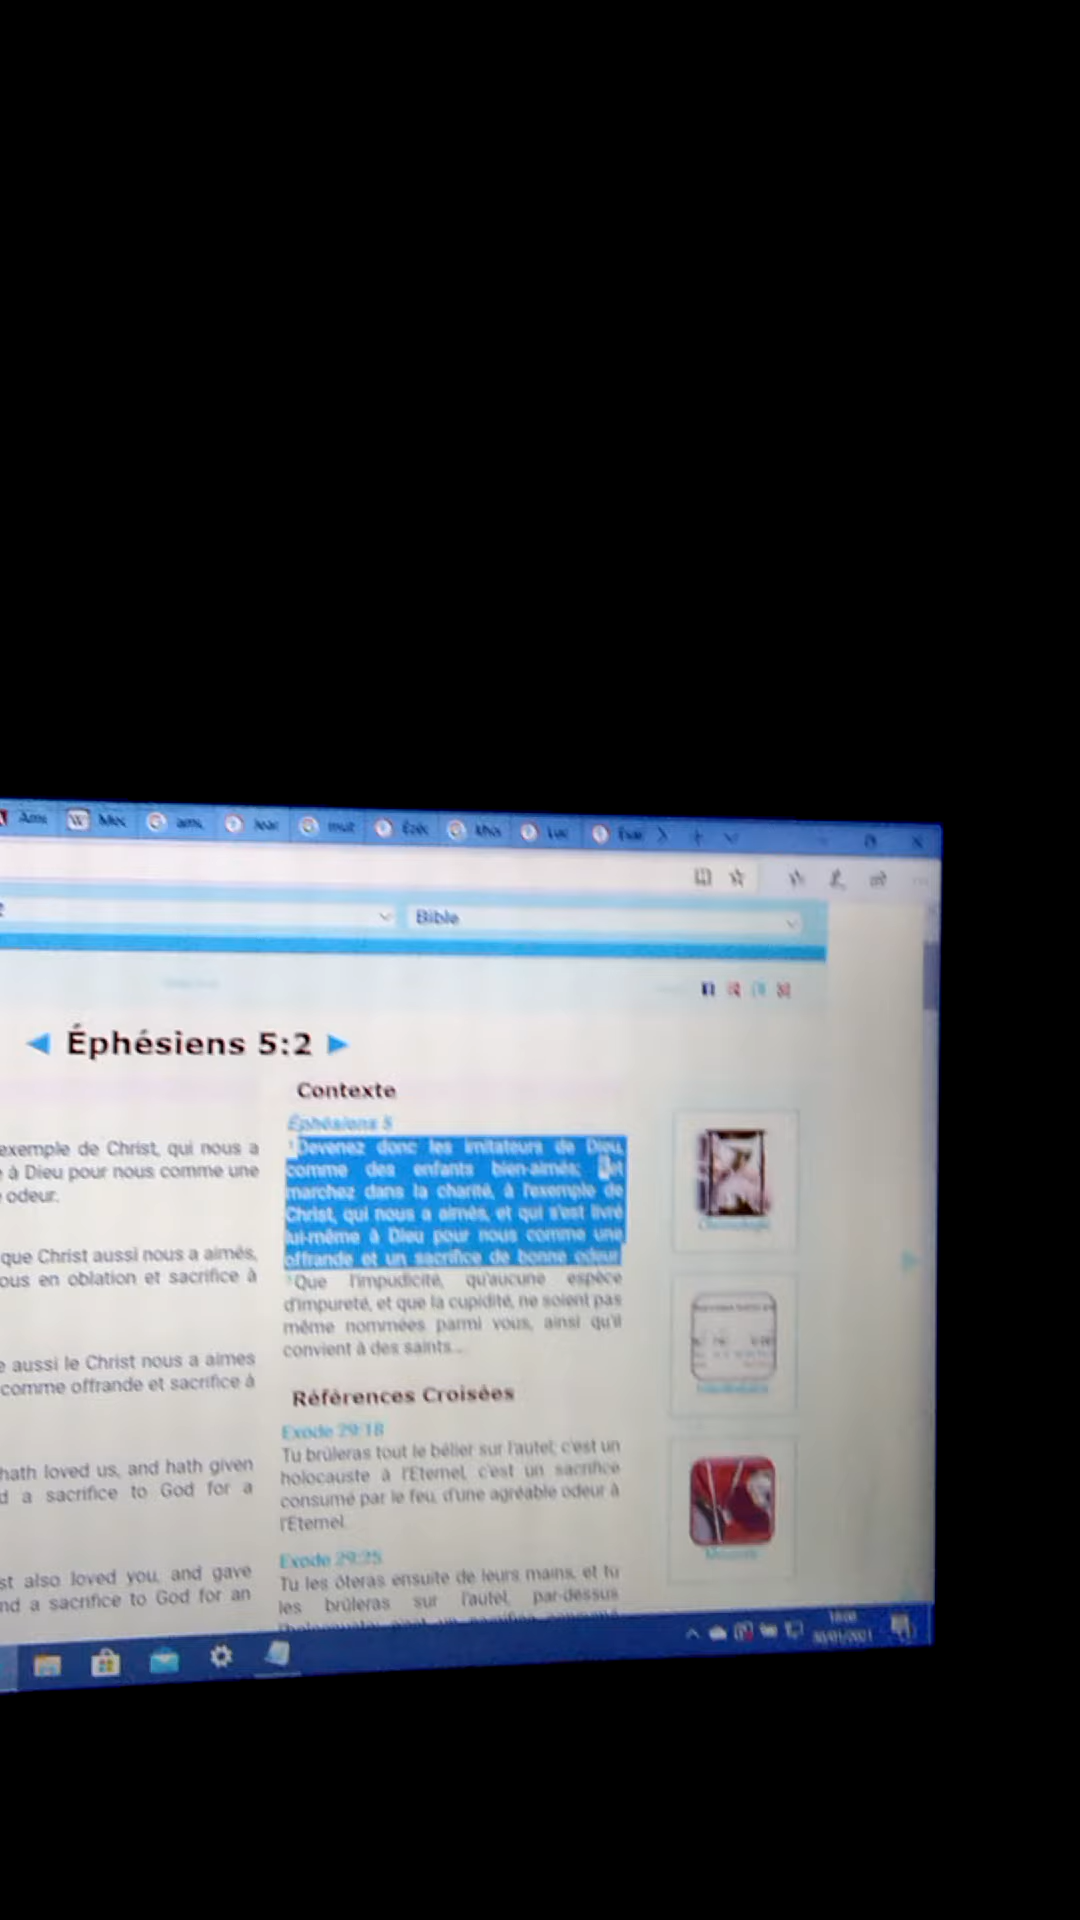 Bible
Éphésiens 5:2
exemple de Christ, qui nous a
à Dieu pour nous comme une
odeur.
que Christ aussi nous a aimés,
ous en oblation et sacrifice à
aussi le Christ nous a aimes
comme offrande et sacrifice à
hath loved us, and hath given
d a sacrifice to God for a
st also loved you, and gave
nd a sacrifice to God for an
Contexte
Éphésiens 5
1Devenez donc les imitateurs de Dieu,
comme des enfants bien-aimés; et
marchez dans la charité, à l'exemple de
Christ, qui nous a aimés, et qui s'est livré
lui-même à Dieu pour nous comme une
offrande et un sacrifice de bonne odeur
Que l'impudicité, qu'aucune espèce
d'impureté, et que la cupidité, ne soient pas
même nommées parmi vous, ainsi qu'il
convient à des saints...
Références Croisées
Exode 29:18
Tu brûleras tout le bélier sur l'autel; c'est un
holocauste à l'Eternel, c'est un sacrifice
consumé par le feu, d'une agréable odeur à
l'Eternel.
Exode 29:25
Tu les ôteras ensuite de leurs mains, et tu
les brûleras sur l'autel, par-dessus
30/01/2021